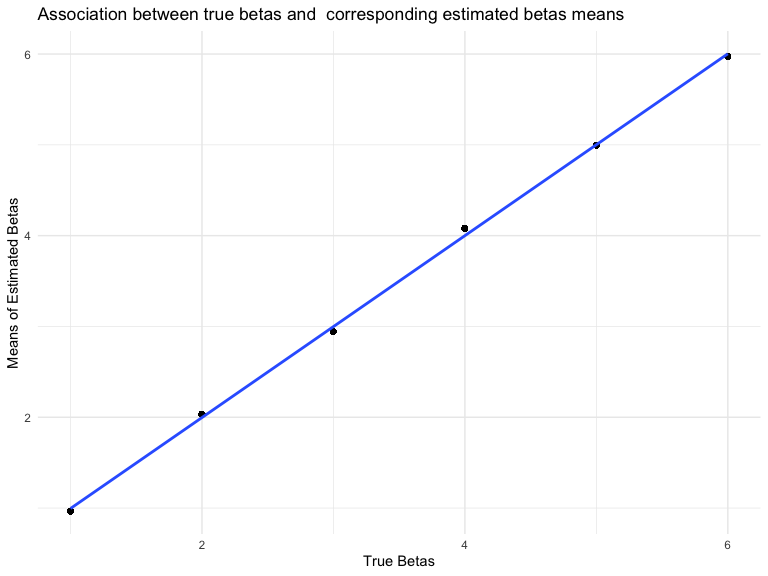 Association between true betas and  corresponding estimated betas means
Means of Estimated Betas
6
4
2
2
4
6
True Betas